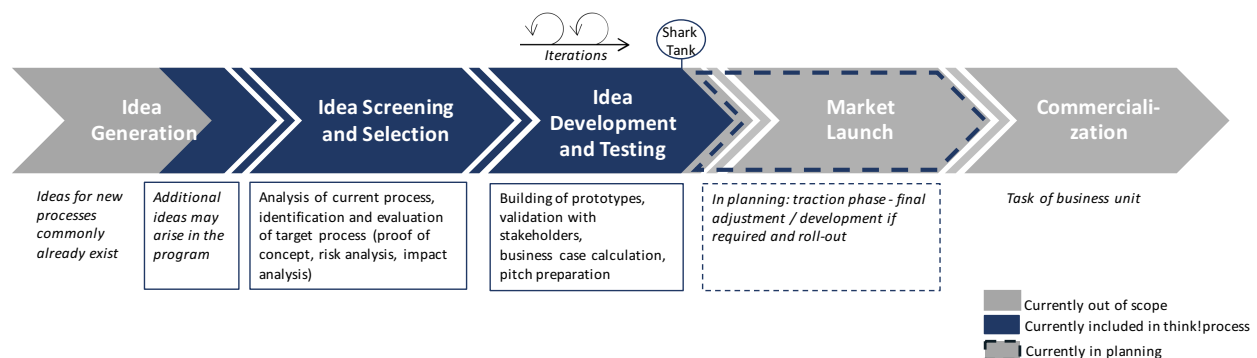 Shark
Tank
Iterations
Idea
Generation
Idea Screening
and Selection
Idea
Development
and Testing
Market
Launch
Commerciali-
zation
Ideas for new
processes
commonly
already exist
Additional
ideas may
arise in the
program
Analysis of current process,
identification and evaluation
of target process (proof of
concept, risk analysis, impact
analysis)
Building of prototypes,
validation with
stakeholders,
business case calculation,
pitch preparation
In planning: traction phase - final
adjustment / development if
required and roll-out
Task of business unit
Currently out of scope
Currently included in think!process
Currently in planning